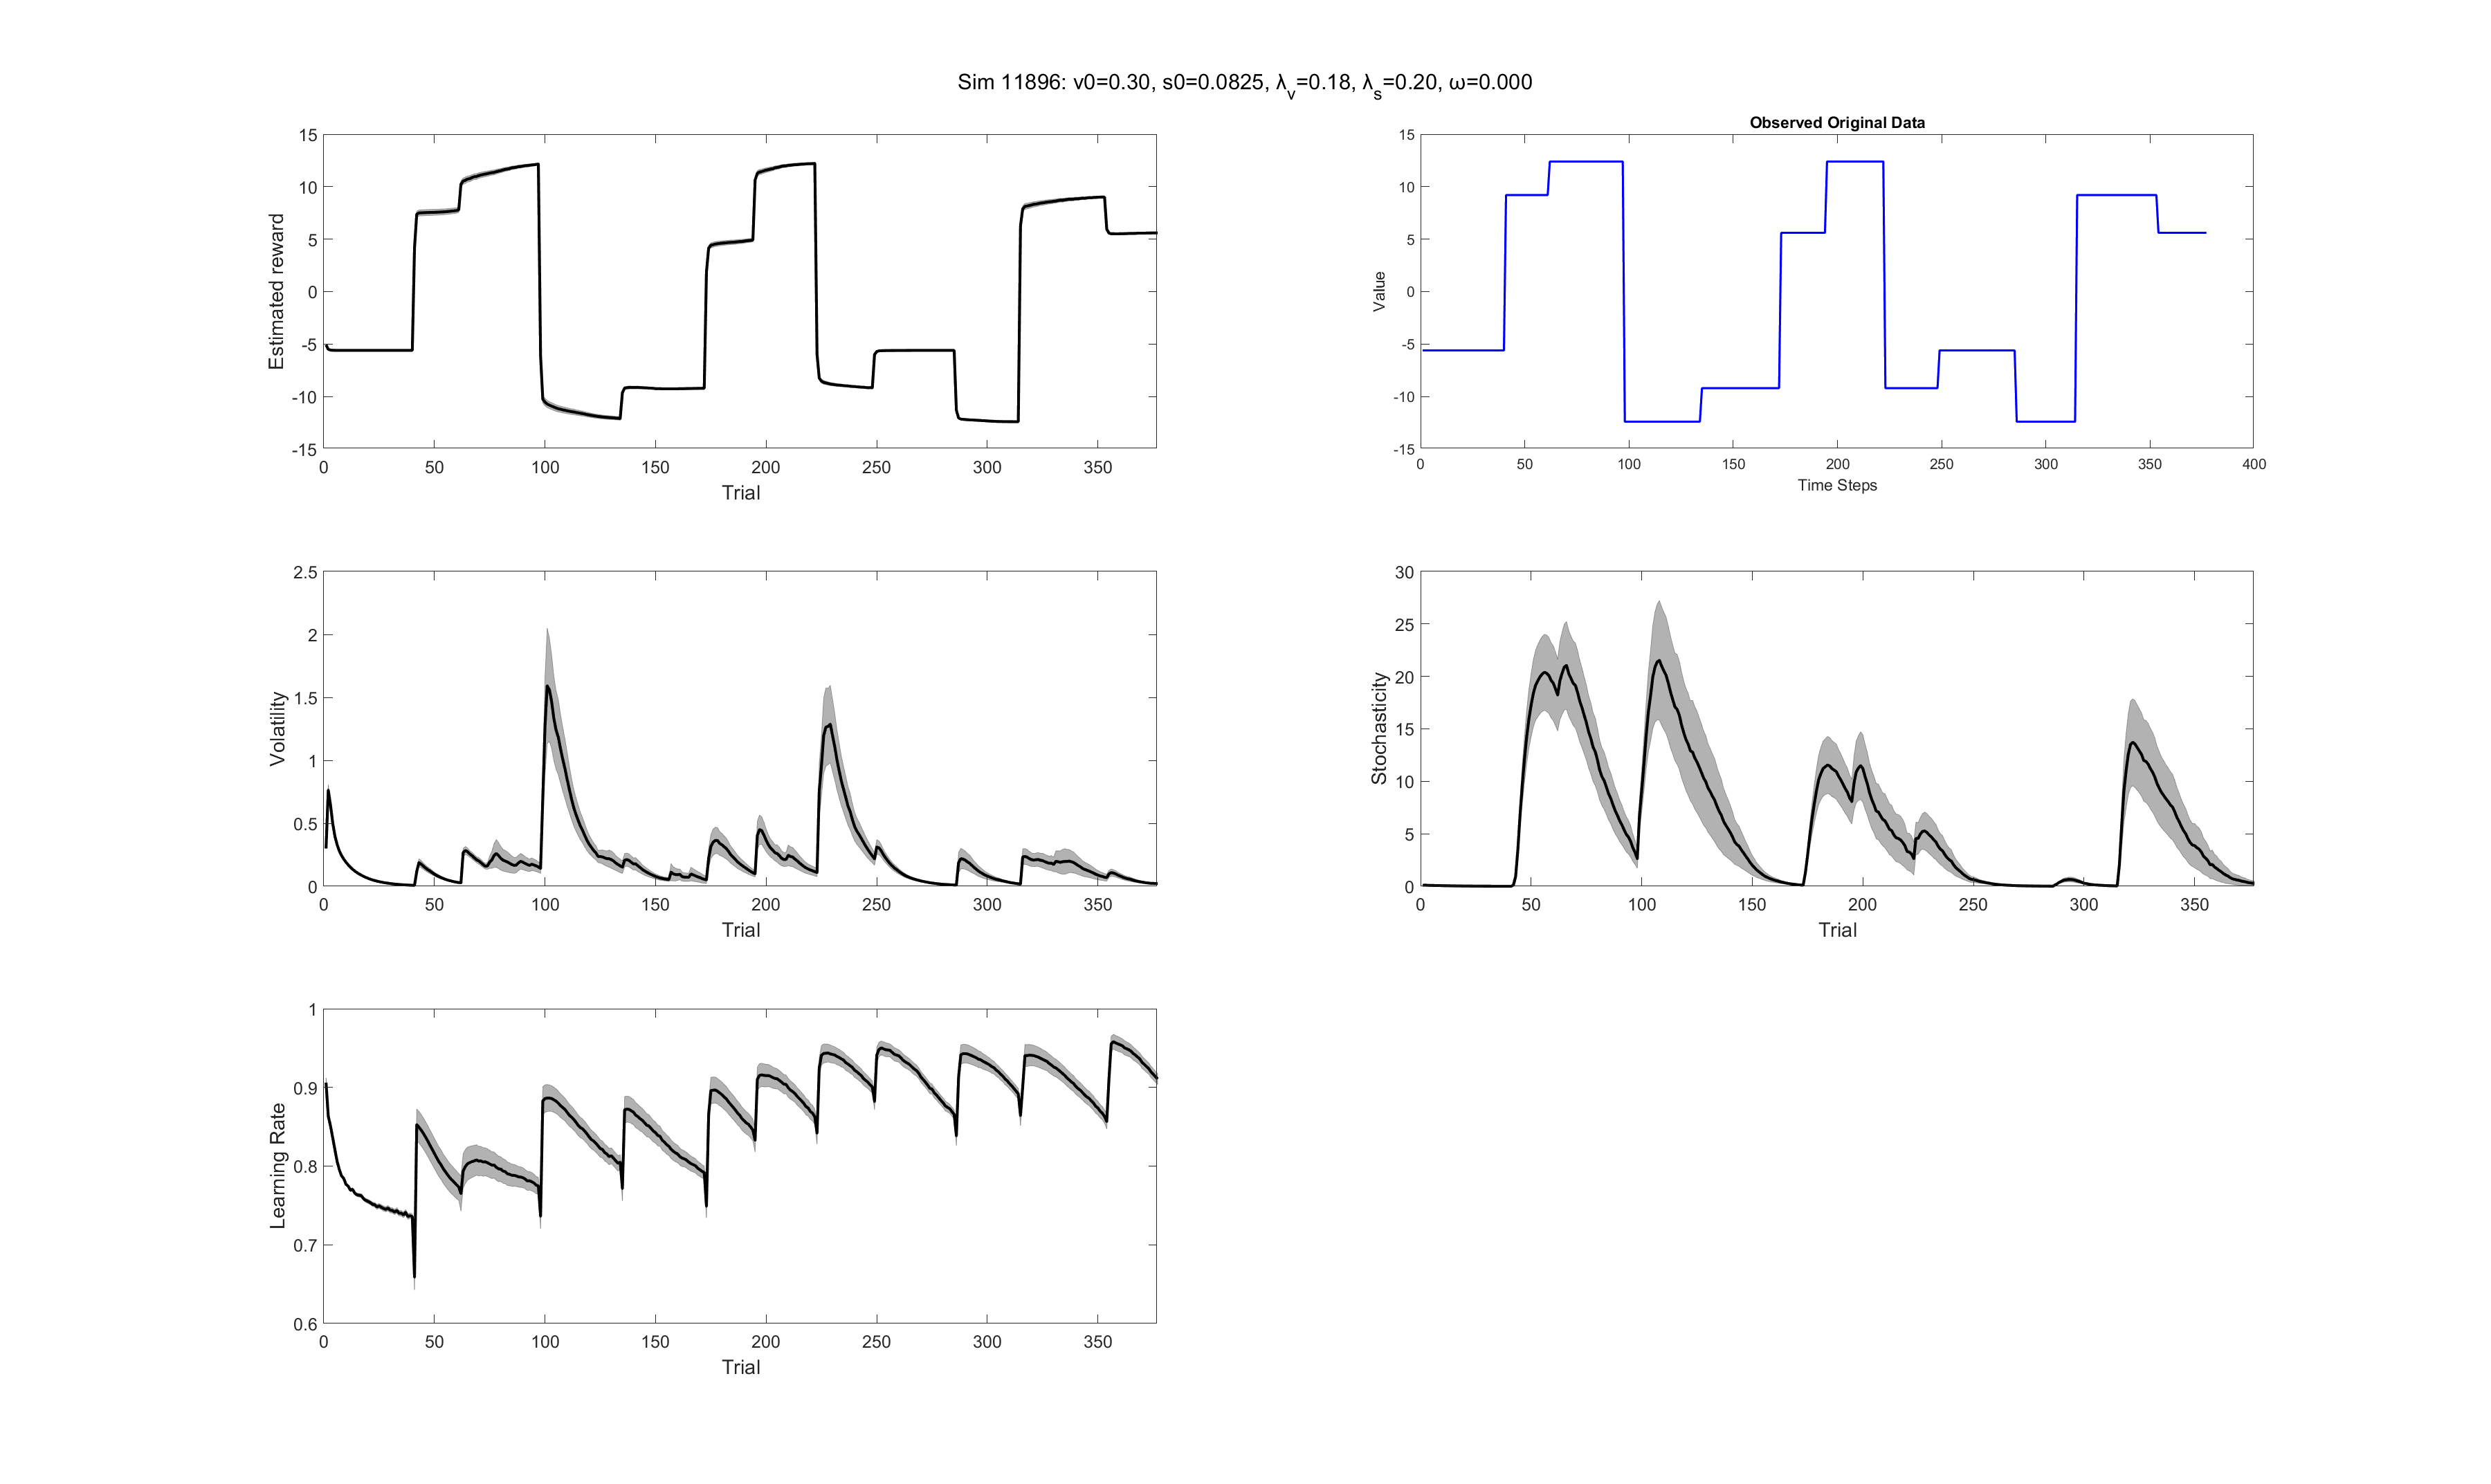 Sim 11896: v0=0.30, s0=0.0825, λv=0.18, λs=0.20, ω=0.000
15
10
5
0
-5
-10
-15
Estimated reward
0 50 100 150 200 250 300 350
Trial
Observed Original Data
15
10
5
0
-5
-10
-15
Value
0 50 100 150 200 250 300 350 400
Time Steps
2.5
2
1.5
1
0.5
0
Volatility
0 50 100 150 200 250 300 350
Trial
30
25
20
15
10
5
0
Stochasticity
0 50 100 150 200 250 300 350
Trial
1
0.9
0.8
0.7
0.6
Learning Rate
0 50 100 150 200 250 300 350
Trial